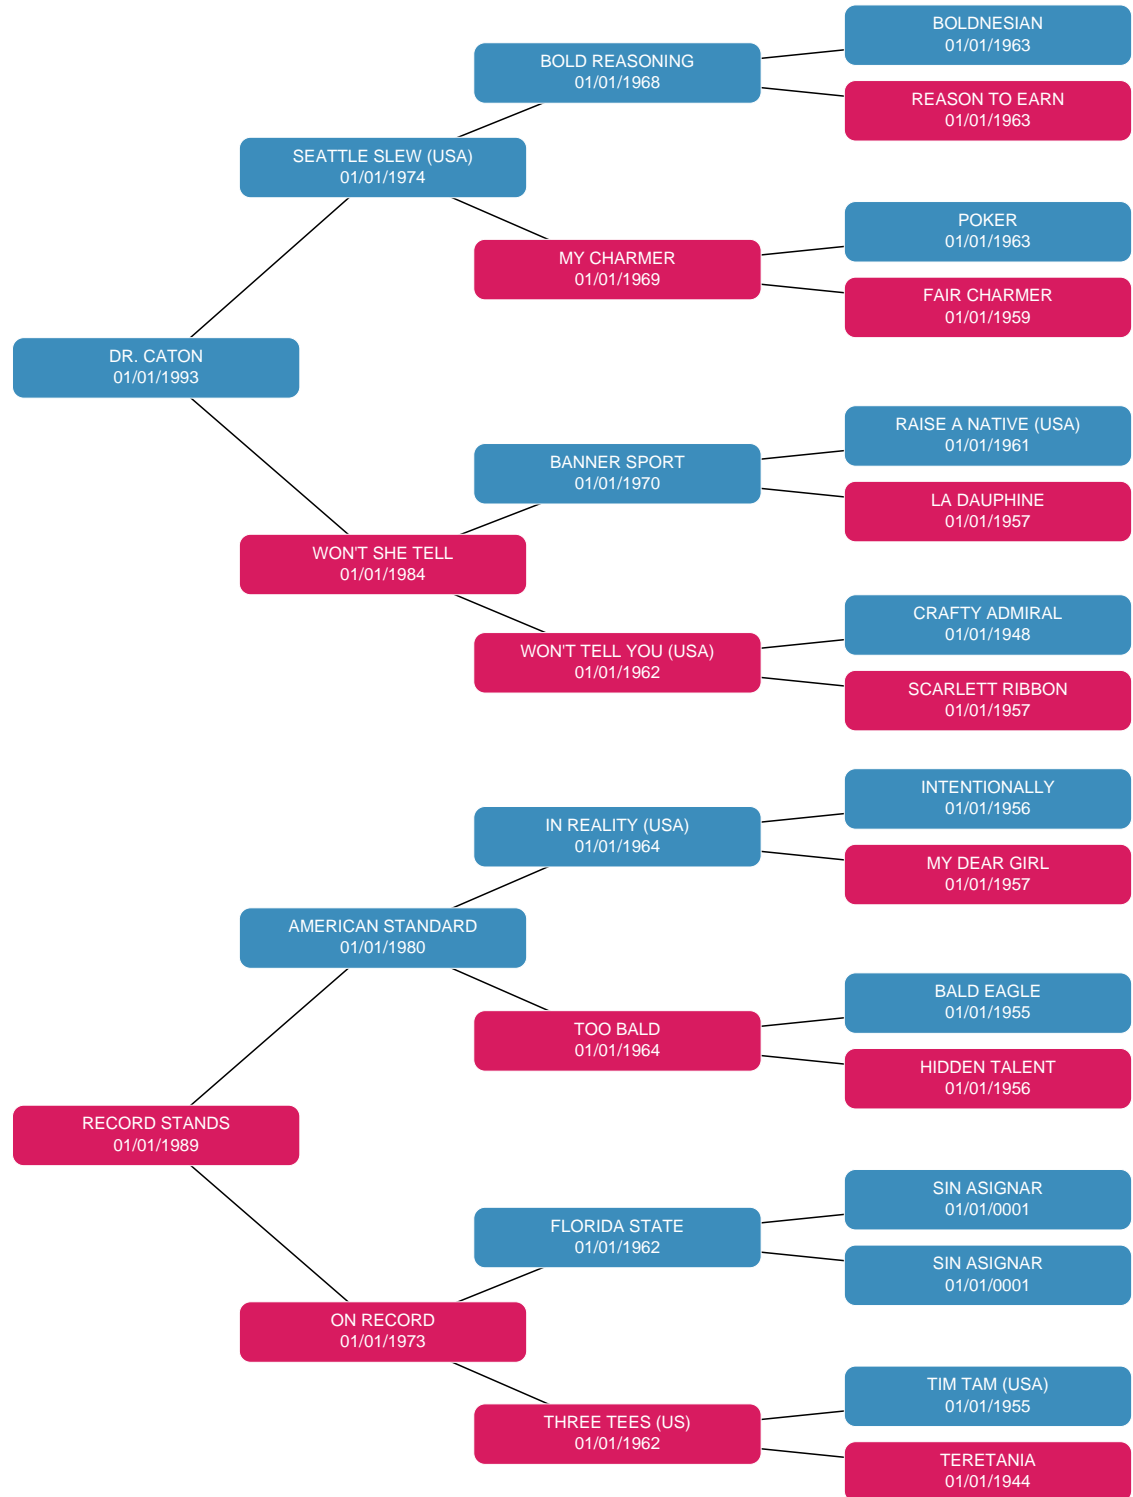 BOLDNESIAN
01/01/1963
BOLD REASONING
01/01/1968
REASON TO EARN
01/01/1963
SEATTLE SLEW (USA)
01/01/1974
POKER
01/01/1963
MY CHARMER
01/01/1969
FAIR CHARMER
01/01/1959
DR. CATON
01/01/1993
RAISE A NATIVE (USA)
01/01/1961
BANNER SPORT
01/01/1970
LA DAUPHINE
01/01/1957
WON'T SHE TELL
01/01/1984
CRAFTY ADMIRAL
01/01/1948
WON'T TELL YOU (USA)
01/01/1962
SCARLETT RIBBON
01/01/1957
INTENTIONALLY
01/01/1956
IN REALITY (USA)
01/01/1964
MY DEAR GIRL
01/01/1957
AMERICAN STANDARD
01/01/1980
BALD EAGLE
01/01/1955
TOO BALD
01/01/1964
HIDDEN TALENT
01/01/1956
RECORD STANDS
01/01/1989
SIN ASIGNAR
01/01/0001
FLORIDA STATE
01/01/1962
SIN ASIGNAR
01/01/0001
ON RECORD
01/01/1973
TIM TAM (USA)
01/01/1955
THREE TEES (US)
01/01/1962
TERETANIA
01/01/1944